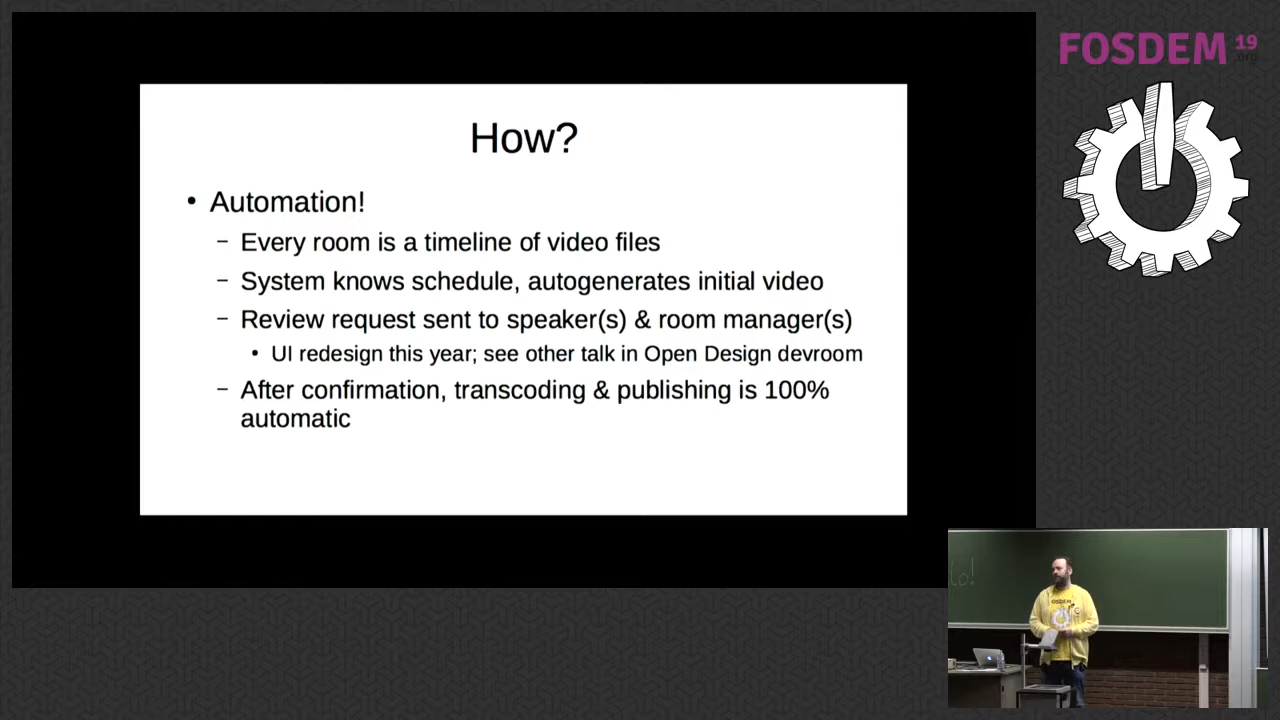 FOSDEM 19
.org
How?
• Automation!
– Every room is a timeline of video files
– System knows schedule, autogenerates initial video
– Review request sent to speaker(s) & room manager(s)
• UI redesign this year; see other talk in Open Design devroom
– After confirmation, transcoding & publishing is 100%
automatic
lo!
FOSDEM